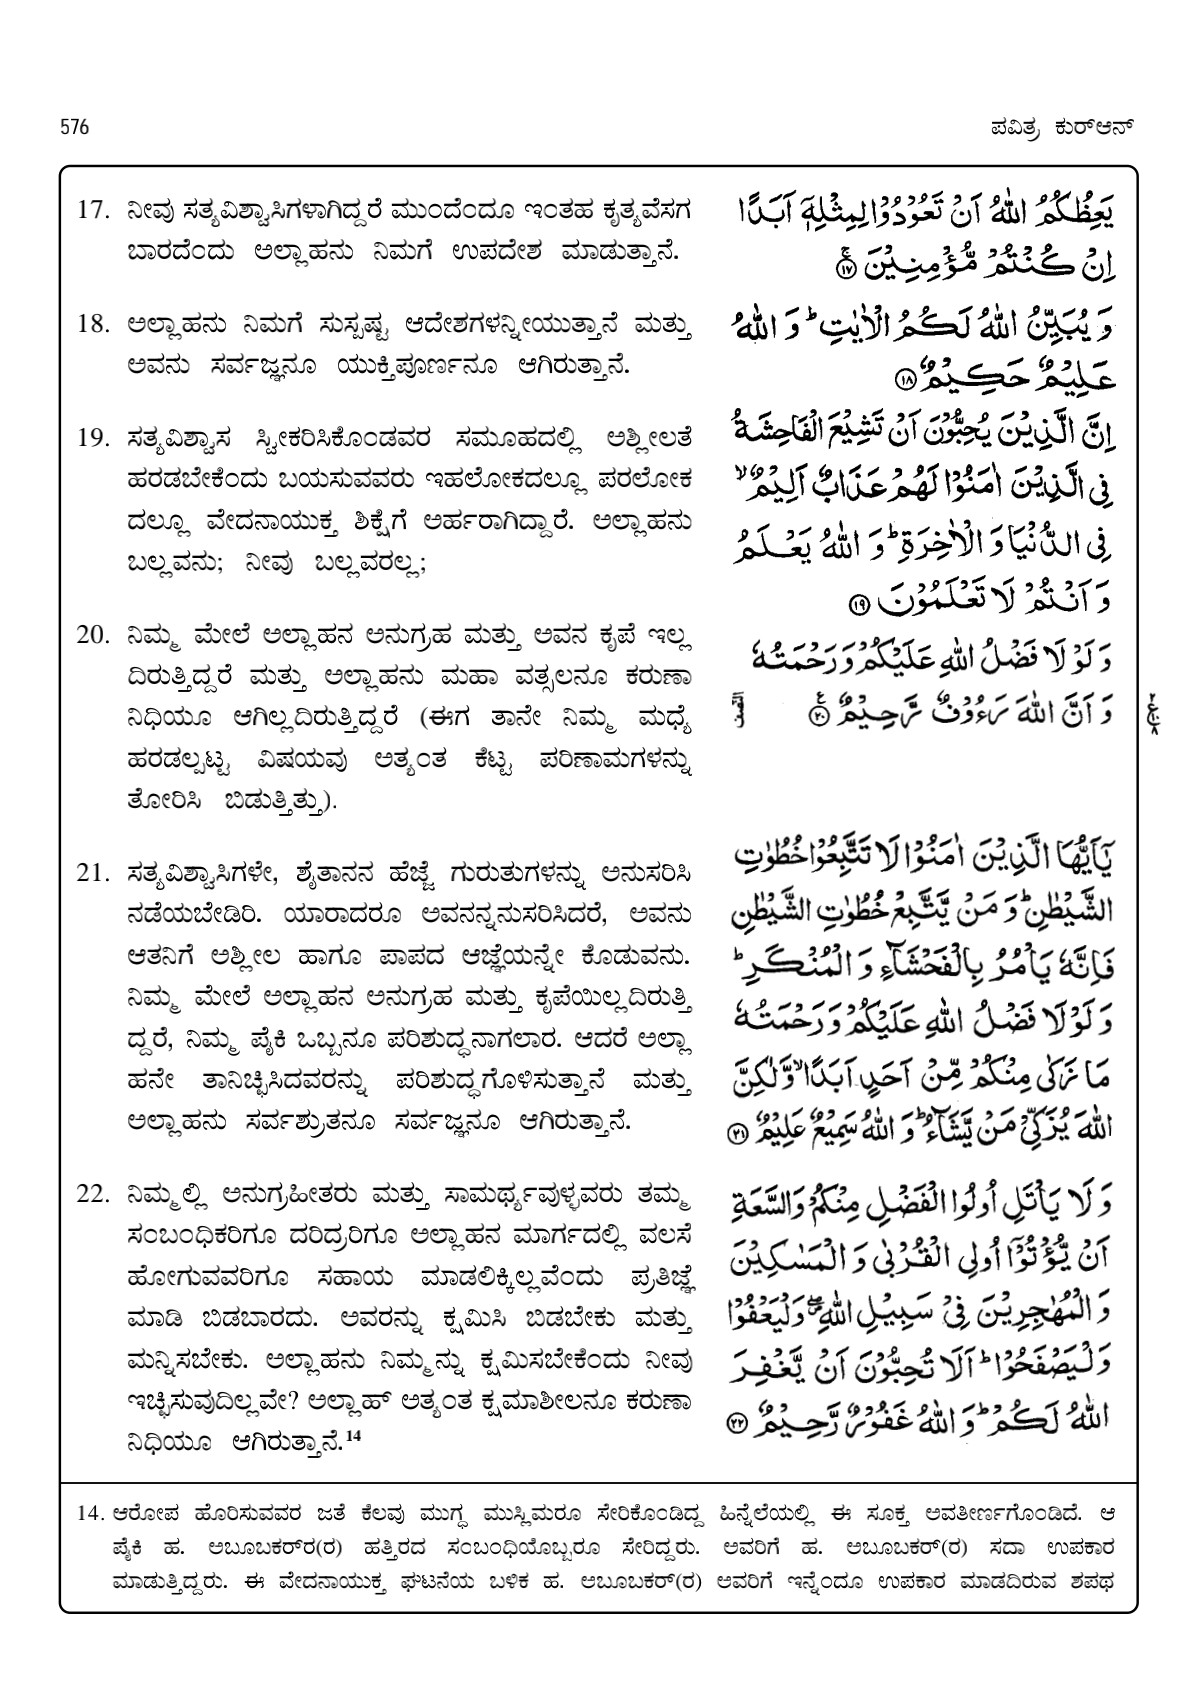 576
ಪವಿತ್ರ ಕುರ್‌ಆನ್
17. ನೀವು ಸತ್ಯವಿಶ್ವಾಸಿಗಳಾಗಿದ್ದರೆ ಮುಂದೆಂದೂ ಇಂತಹ ಕೃತ್ಯವೆಸಗ
ಬಾರದೆಂದು ಅಲ್ಲಾಹನು ನಿಮಗೆ ಉಪದೇಶ ಮಾಡುತ್ತಾನೆ.
18. ಅಲ್ಲಾಹನು ನಿಮಗೆ ಸುಸ್ಪಷ್ಟ ಆದೇಶಗಳನ್ನೀಯುತ್ತಾನೆ ಮತ್ತು
ಅವನು ಸರ್ವಜ್ಞನೂ ಯುಕ್ತಿಪೂರ್ಣನೂ ಆಗಿರುತ್ತಾನೆ.
19. ಸತ್ಯವಿಶ್ವಾಸ ಸ್ವೀಕರಿಸಿಕೊಂಡವರ ಸಮೂಹದಲ್ಲಿ ಅಶ್ಲೀಲತೆ
ಹರಡಬೇಕೆಂದು ಬಯಸುವವರು ಇಹಲೋಕದಲ್ಲೂ ಪರಲೋಕ
ದಲ್ಲೂ ವೇದನಾಯುಕ್ತ ಶಿಕ್ಷೆಗೆ ಅರ್ಹರಾಗಿದ್ದಾರೆ. ಅಲ್ಲಾಹನು
ಬಲ್ಲವನು; ನೀವು ಬಲ್ಲವರಲ್ಲ;
20. ನಿಮ್ಮ ಮೇಲೆ ಅಲ್ಲಾಹನ ಅನುಗ್ರಹ ಮತ್ತು ಅವನ ಕೃಪೆ ಇಲ್ಲ
ದಿರುತ್ತಿದ್ದರೆ ಮತ್ತು ಅಲ್ಲಾಹನು ಮಹಾ ವತ್ಸಲನೂ ಕರುಣಾ
ನಿಧಿಯೂ ಆಗಿಲ್ಲದಿರುತ್ತಿದ್ದರೆ (ಈಗ ತಾನೇ ನಿಮ್ಮ ಮಧ್ಯೆ
ಹರಡಲ್ಪಟ್ಟ ವಿಷಯವು ಅತ್ಯಂತ ಕೆಟ್ಟ ಪರಿಣಾಮಗಳನ್ನು
ತೋರಿಸಿ ಬಿಡುತ್ತಿತ್ತು).
21. ಸತ್ಯವಿಶ್ವಾಸಿಗಳೇ, ಶೈತಾನನ ಹೆಜ್ಜೆ ಗುರುತುಗಳನ್ನು ಅನುಸರಿಸಿ
ನಡೆಯಬೇಡಿರಿ. ಯಾರಾದರೂ ಅವನನ್ನನುಸರಿಸಿದರೆ, ಅವನು
ಆತನಿಗೆ ಅಶ್ಲೀಲ ಹಾಗೂ ಪಾಪದ ಆಜ್ಞೆಯನ್ನೇ ಕೊಡುವನು.
ನಿಮ್ಮ ಮೇಲೆ ಅಲ್ಲಾಹನ ಅನುಗ್ರಹ ಮತ್ತು ಕೃಪೆಯಿಲ್ಲದಿರುತ್ತಿ
ದ್ದರೆ, ನಿಮ್ಮ ಪೈಕಿ ಒಬ್ಬನೂ ಪರಿಶುದ್ಧನಾಗಲಾರ. ಆದರೆ ಅಲ್ಲಾ
ಹನೇ ತಾನಿಚ್ಛಿಸಿದವರನ್ನು ಪರಿಶುದ್ಧಗೊಳಿಸುತ್ತಾನೆ ಮತ್ತು
ಅಲ್ಲಾಹನು ಸರ್ವಶ್ರುತನೂ ಸರ್ವಜ್ಞನೂ ಆಗಿರುತ್ತಾನೆ.
22. ನಿಮ್ಮಲ್ಲಿ ಅನುಗ್ರಹೀತರು ಮತ್ತು ಸಾಮರ್ಥ್ಯವುಳ್ಳವರು ತಮ್ಮ
ಸಂಬಂಧಿಕರಿಗೂ ದರಿದ್ರರಿಗೂ ಅಲ್ಲಾಹನ ಮಾರ್ಗದಲ್ಲಿ ವಲಸೆ
ಹೋಗುವವರಿಗೂ ಸಹಾಯ ಮಾಡಲಿಕ್ಕಿಲ್ಲವೆಂದು ಪ್ರತಿಜ್ಞೆ
ಮಾಡಿ ಬಿಡಬಾರದು. ಅವರನ್ನು ಕ್ಷಮಿಸಿ ಬಿಡಬೇಕು ಮತ್ತು
ಮನ್ನಿಸಬೇಕು. ಅಲ್ಲಾಹನು ನಿಮ್ಮನ್ನು ಕ್ಷಮಿಸಬೇಕೆಂದು ನೀವು
ಇಚ್ಛಿಸುವುದಿಲ್ಲವೇ? ಅಲ್ಲಾಹ್ ಅತ್ಯಂತ ಕ್ಷಮಾಶೀಲನೂ ಕರುಣಾ
ನಿಧಿಯೂ ಆಗಿರುತ್ತಾನೆ.14
يَعِظُكُمُ اللّٰهُ اَنْ تَعُوْدُوْا لِمِثْلِهٖۤ اَبَدًا
اِنْ كُنْتُمْ مُّؤْمِنِيْنَ ۚ‏﴿۱۷﴾
وَ يُبَيِّنُ اللّٰهُ لَكُمُ الْاٰيٰتِ ؕ وَ اللّٰهُ
عَلِيْمٌ حَكِيْمٌ ﴿۱۸﴾
اِنَّ الَّذِيْنَ يُحِبُّوْنَ اَنْ تَشِيْعَ الْفَاحِشَةُ
فِى الَّذِيْنَ اٰمَنُوْا لَهُمْ عَذَابٌ اَلِيْمٌ ۙ
فِى الدُّنْيَا وَ الْاٰخِرَةِ ؕ وَ اللّٰهُ يَعْلَمُ
وَ اَنْتُمْ لَا تَعْلَمُوْنَ ﴿۱۹﴾
وَ لَوْ لَا فَضْلُ اللّٰهِ عَلَيْكُمْ وَ رَحْمَتُهٗ
وَ اَنَّ اللّٰهَ رَءُوْفٌ رَّحِيْمٌ ﴿۲۰﴾ النصف
يٰۤاَيُّهَا الَّذِيْنَ اٰمَنُوْا لَا تَتَّبِعُوْا خُطُوٰتِ
الشَّيْطٰنِ ؕ وَ مَنْ يَّتَّبِعْ خُطُوٰتِ الشَّيْطٰنِ
فَاِنَّهٗ يَاْمُرُ بِالْفَحْشَآءِ وَ الْمُنْكَرِ ؕ
وَ لَوْ لَا فَضْلُ اللّٰهِ عَلَيْكُمْ وَ رَحْمَتُهٗ
مَا زَكٰى مِنْكُمْ مِّنْ اَحَدٍ اَبَدًا ۙ وَّ لٰكِنَّ
اللّٰهَ يُزَكِّىْ مَنْ يَّشَآءُ ؕ وَ اللّٰهُ سَمِيْعٌ عَلِيْمٌ ﴿۲۱﴾
وَ لَا يَاْتَلِ اُولُوا الْفَضْلِ مِنْكُمْ وَ السَّعَةِ
اَنْ يُّؤْتُوْۤا اُولِى الْقُرْبٰى وَ الْمَسٰكِيْنَ
وَ الْمُهٰجِرِيْنَ فِىْ سَبِيْلِ اللّٰهِ ۖ وَ لْيَعْفُوْا
وَ لْيَصْفَحُوْا ؕ اَلَا تُحِبُّوْنَ اَنْ يَّغْفِرَ
اللّٰهُ لَكُمْ ؕ وَ اللّٰهُ غَفُوْرٌ رَّحِيْمٌ ﴿۲۲﴾
14. ಆರೋಪ ಹೊರಿಸುವವರ ಜತೆ ಕೆಲವು ಮುಗ್ಧ ಮುಸ್ಲಿಮರೂ ಸೇರಿಕೊಂಡಿದ್ದ ಹಿನ್ನೆಲೆಯಲ್ಲಿ ಈ ಸೂಕ್ತ ಅವತೀರ್ಣಗೊಂಡಿದೆ. ಆ
ಪೈಕಿ ಹ. ಅಬೂಬಕರ್‌ರ(ರ) ಹತ್ತಿರದ ಸಂಬಂಧಿಯೊಬ್ಬರೂ ಸೇರಿದ್ದರು. ಅವರಿಗೆ ಹ. ಅಬೂಬಕರ್(ರ) ಸದಾ ಉಪಕಾರ
ಮಾಡುತ್ತಿದ್ದರು. ಈ ವೇದನಾಯುಕ್ತ ಘಟನೆಯ ಬಳಿಕ ಹ. ಅಬೂಬಕರ್(ರ) ಅವರಿಗೆ ಇನ್ನೆಂದೂ ಉಪಕಾರ ಮಾಡದಿರುವ ಶಪಥ